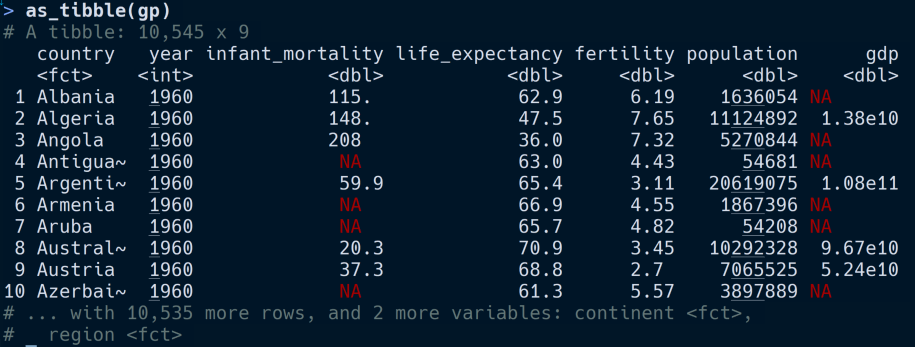 > as_tibble(gp)
# A tibble: 10,545 x 9
country year infant_mortality life_expectancy fertility population gdp
<fct> <int> <dbl> <dbl> <dbl> <dbl> <dbl>
1 Albania 1960 115. 62.9 6.19 1636054 NA
2 Algeria 1960 148. 47.5 7.65 11124892 1.38e10
3 Angola 1960 208 36.0 7.32 5270844 NA
4 Antigua~ 1960 NA 63.0 4.43 54681 NA
5 Argenti~ 1960 59.9 65.4 3.11 20619075 1.08e11
6 Armenia 1960 NA 66.9 4.55 1867396 NA
7 Aruba 1960 NA 65.7 4.82 54208 NA
8 Austral~ 1960 20.3 70.9 3.45 10292328 9.67e10
9 Austria 1960 37.3 68.8 2.7 7065525 5.24e10
10 Azerbai~ 1960 NA 61.3 5.57 3897889 NA
# ... with 10,535 more rows, and 2 more variables: continent <fct>,
# region <fct>